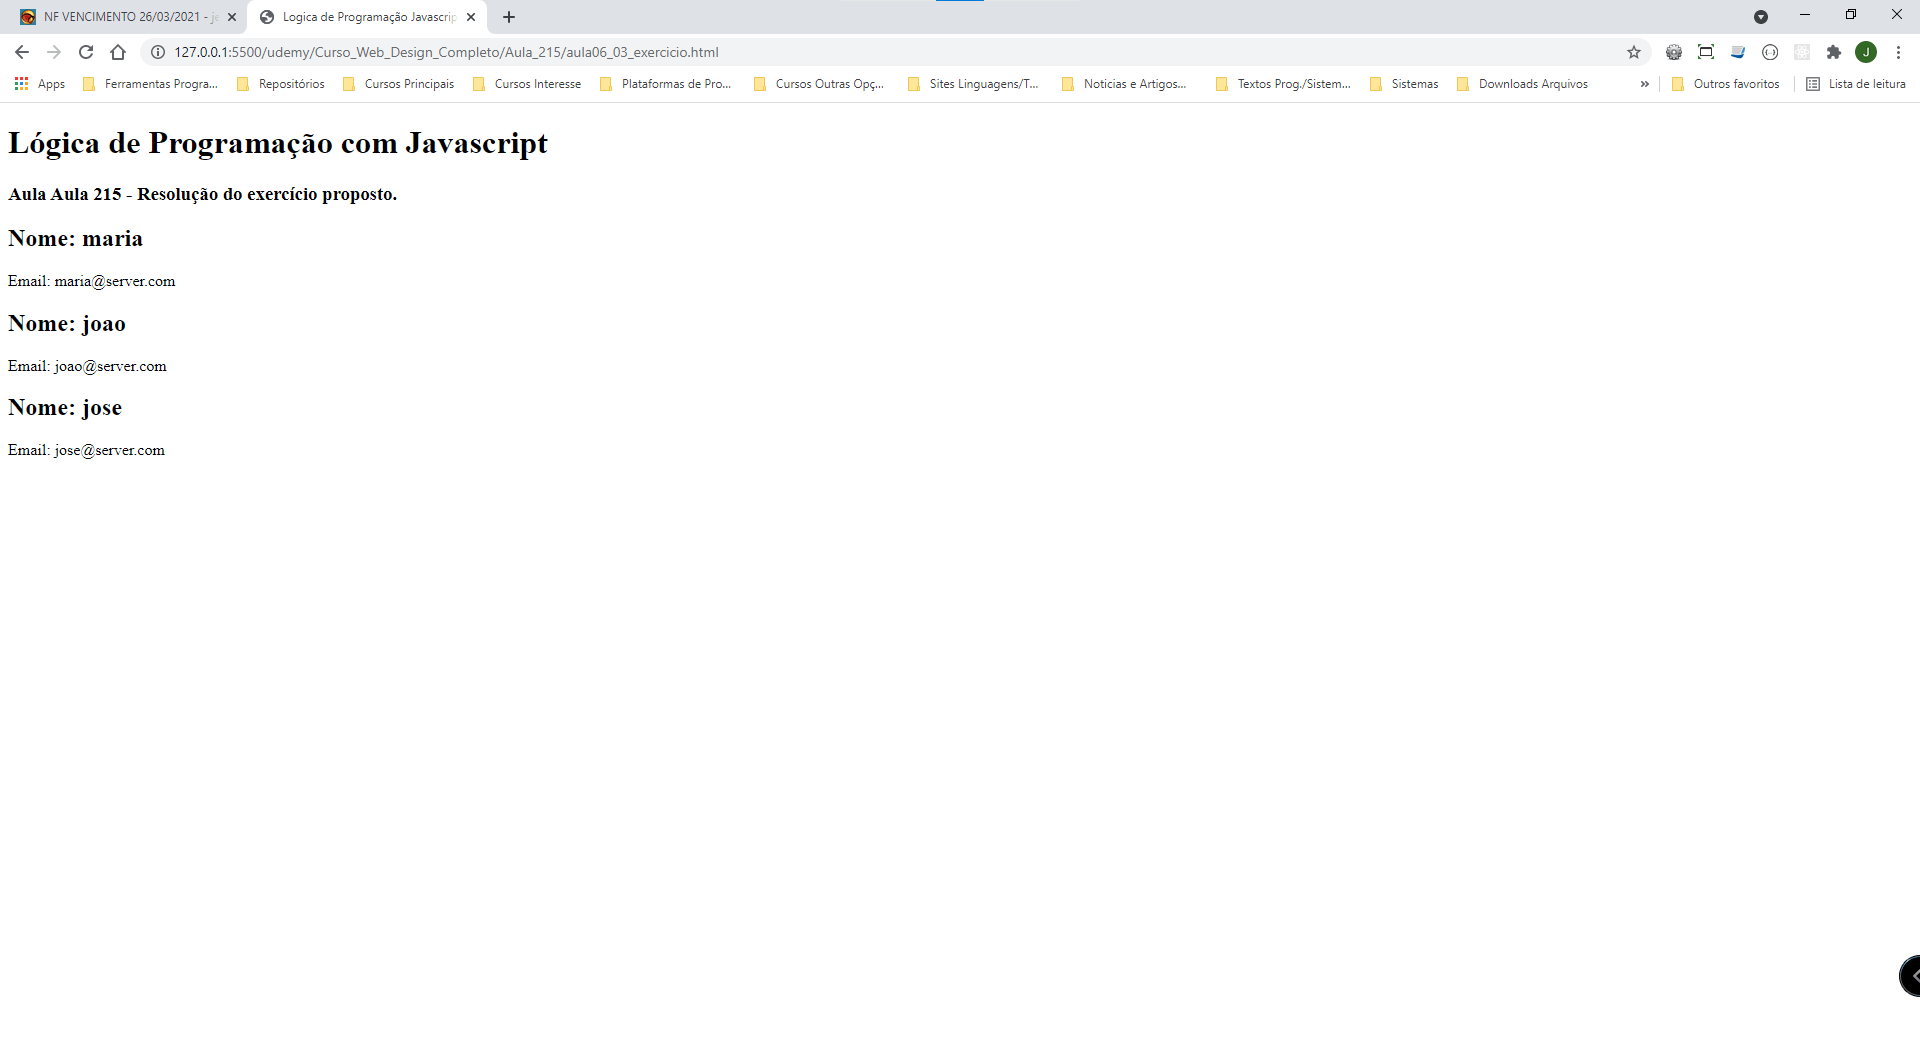 NF VENCIMENTO 26/03/2021 - je
Logica de Programação Javascrip
127.0.0.1:5500/udemy/Curso_Web_Design_Completo/Aula_215/aula06_03_exercicio.html
J
Apps Ferramentas Progra... Repositórios Cursos Principais Cursos Interesse Plataformas de Pro... Cursos Outras Opç... Sites Linguagens/T... Noticias e Artigos... Textos Prog./Sistem... Sistemas Downloads Arquivos » Outros favoritos Lista de leitura
Lógica de Programação com Javascript
Aula Aula 215 - Resolução do exercício proposto.
Nome: maria
Email: maria@server.com
Nome: joao
Email: joao@server.com
Nome: jose
Email: jose@server.com